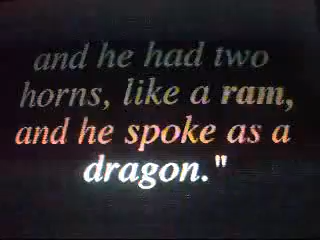 and he had two
horns, like a ram,
and he spoke as a
dragon."